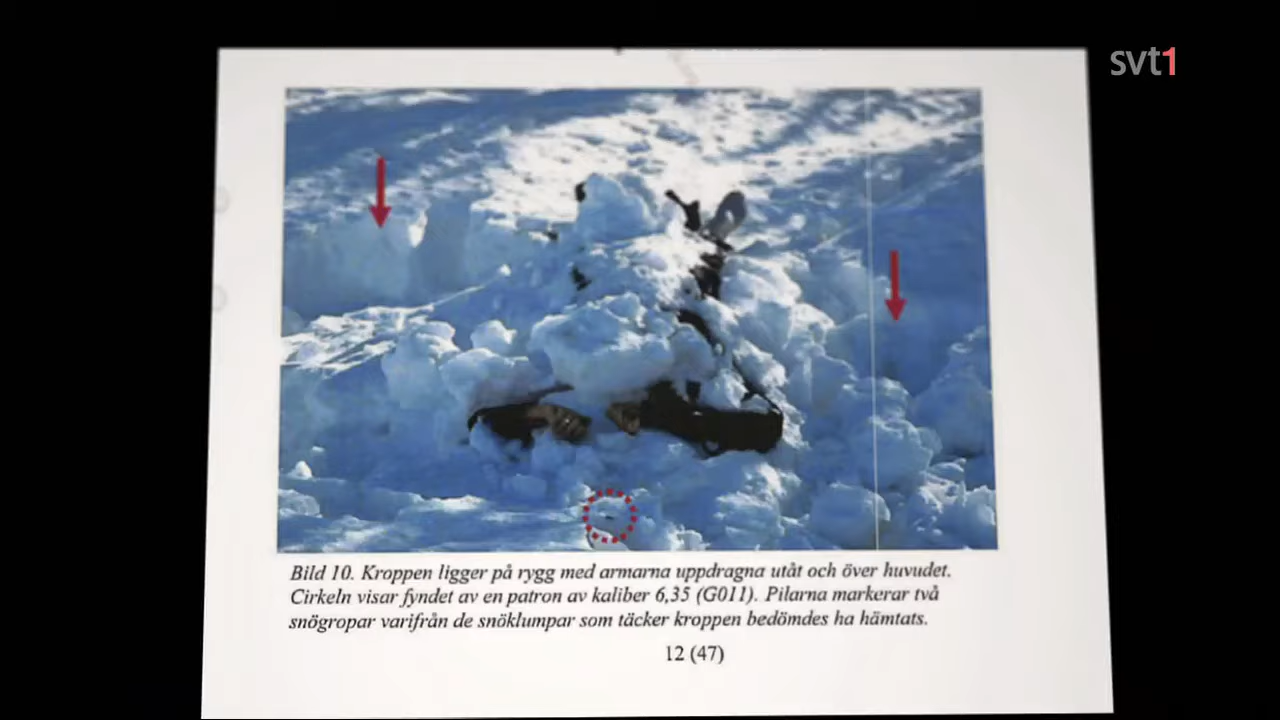 svt1
Bild 10. Kroppen ligger på rygg med armarna uppdragna utåt och över huvudet.
Cirkeln visar fyndet av en patron av kaliber 6,35 (G011). Pilarna markerar två
snögropar varifrån de snöklumpar som täcker kroppen bedömdes ha hämtats.
12 (47)